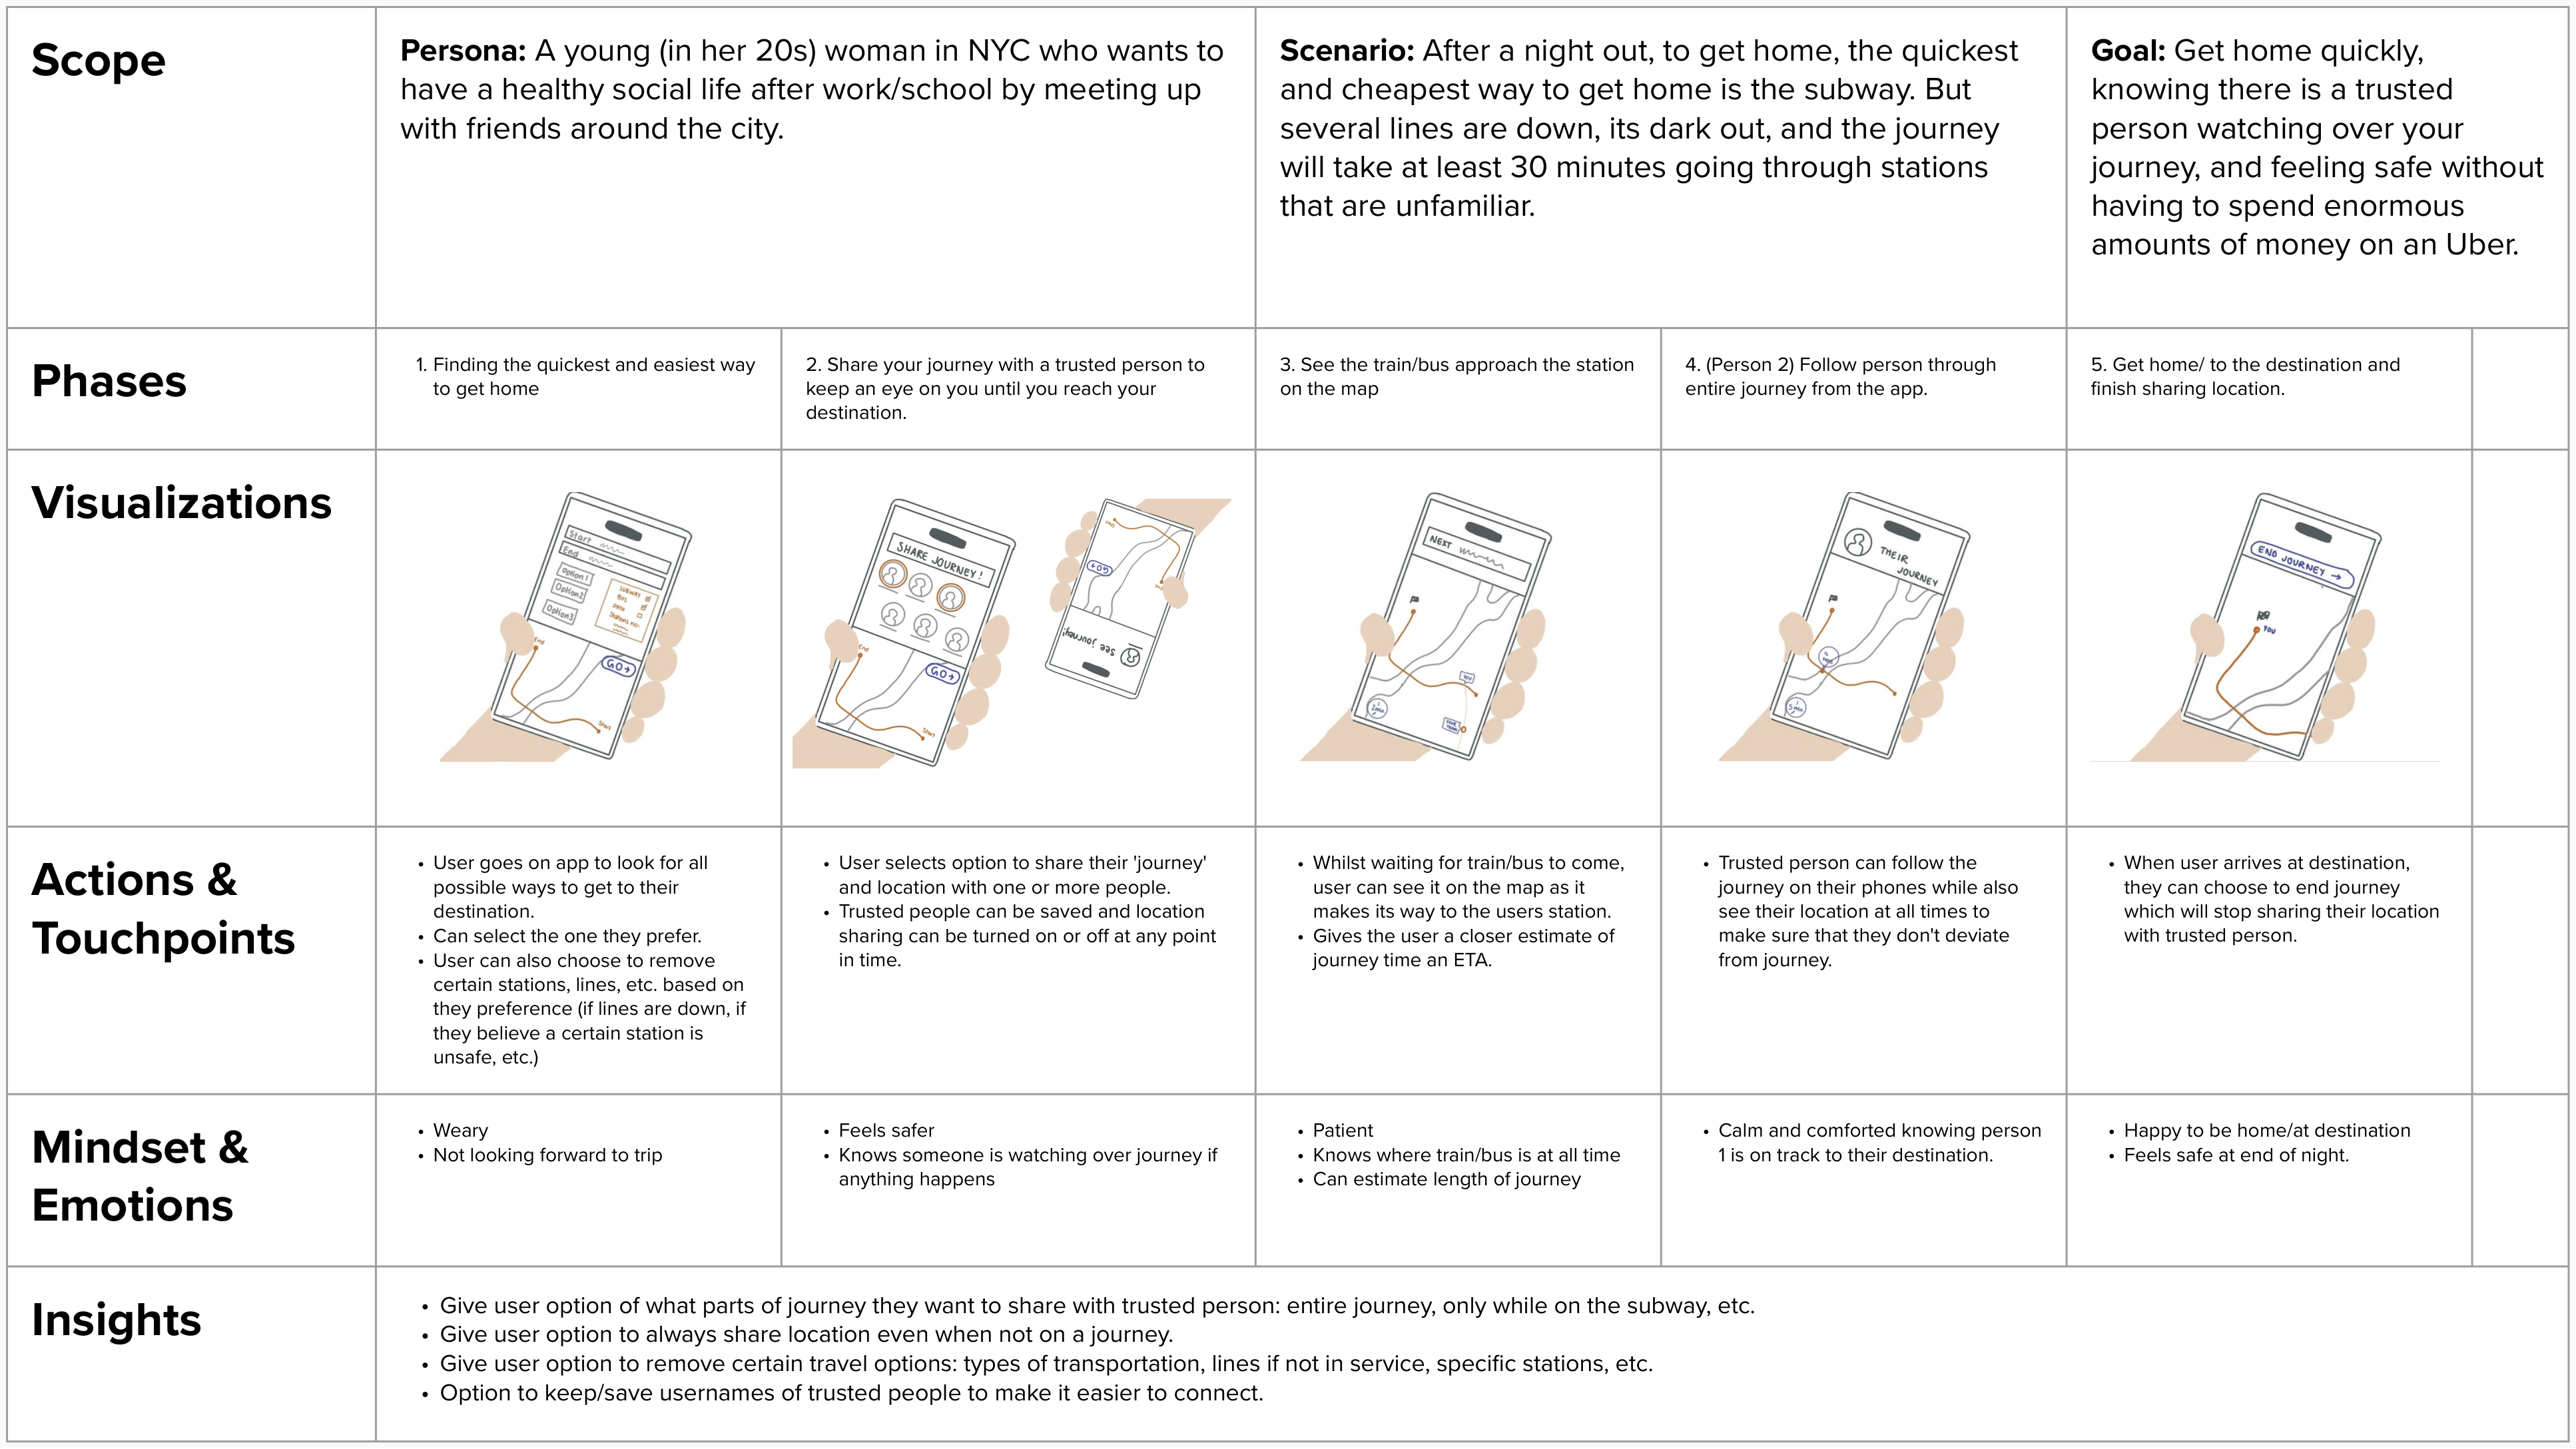 Scope
Persona: A young (in her 20s) woman in NYC who wants to
have a healthy social life after work/school by meeting up
with friends around the city.
Scenario: After a night out, to get home, the quickest
and cheapest way to get home is the subway. But
several lines are down, its dark out, and the journey
will take at least 30 minutes going through stations
that are unfamiliar.
Goal: Get home quickly,
knowing there is a trusted
person watching over your
journey, and feeling safe without
having to spend enormous
amounts of money on an Uber.
Phases
1. Finding the quickest and easiest way
to get home
2. Share your journey with a trusted person to
keep an eye on you until you reach your
destination.
3. See the train/bus approach the station
on the map
4. (Person 2) Follow person through
entire journey from the app.
5. Get home/ to the destination and
finish sharing location.
Visualizations
Start
End
Option 1
Option2
Option3
SUBWAY
BUS
PATH
Stations no-
End
GO→
Start
SHARE JOURNEY!
End
GO→
Start
GO→
see journey!
NEXT
YOU
YOUR TRAIN
2min
THEIR
JOURNEY
5 min
END JOURNEY →
YOU
Actions &
Touchpoints
• User goes on app to look for all
possible ways to get to their
destination.
• Can select the one they prefer.
• User can also choose to remove
certain stations, lines, etc. based on
they preference (if lines are down, if
they believe a certain station is
unsafe, etc.)
• User selects option to share their 'journey'
and location with one or more people.
• Trusted people can be saved and location
sharing can be turned on or off at any point
in time.
• Whilst waiting for train/bus to come,
user can see it on the map as it
makes its way to the users station.
• Gives the user a closer estimate of
journey time an ETA.
• Trusted person can follow the
journey on their phones while also
see their location at all times to
make sure that they don't deviate
from journey.
• When user arrives at destination,
they can choose to end journey
which will stop sharing their location
with trusted person.
Mindset &
Emotions
• Weary
• Not looking forward to trip
• Feels safer
• Knows someone is watching over journey if
anything happens
• Patient
• Knows where train/bus is at all time
• Can estimate length of journey
• Calm and comforted knowing person
1 is on track to their destination.
• Happy to be home/at destination
• Feels safe at end of night.
Insights
• Give user option of what parts of journey they want to share with trusted person: entire journey, only while on the subway, etc.
• Give user option to always share location even when not on a journey.
• Give user option to remove certain travel options: types of transportation, lines if not in service, specific stations, etc.
• Option to keep/save usernames of trusted people to make it easier to connect.